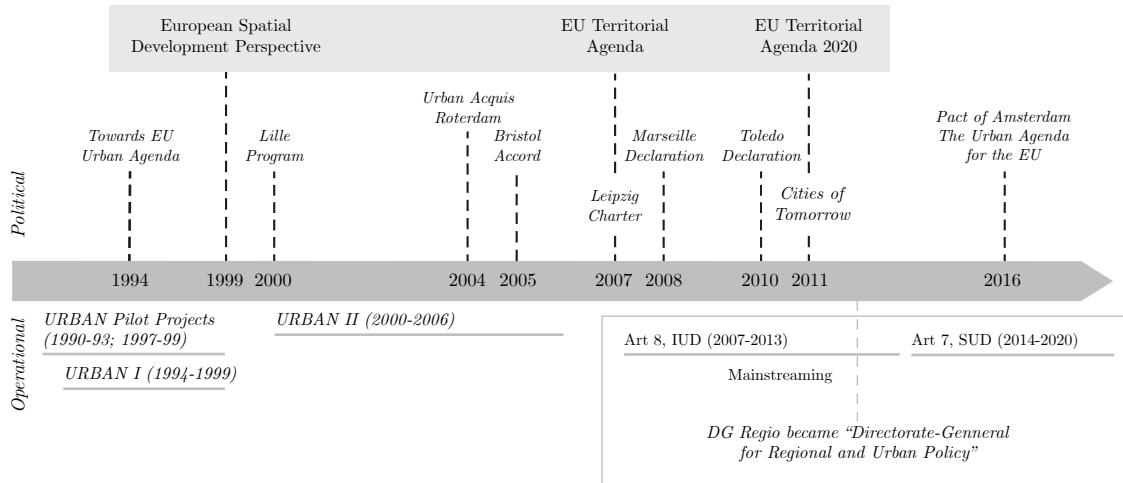 European Spatial
Development Perspective
EU Territorial
Agenda
EU Territorial
Agenda 2020
Urban Acquis
Roterdam
Towards EU
Urban Agenda
Lille
Program
Bristol
Accord
Marseille
Declaration
Toledo
Declaration
Pact of Amsterdam
The Urban Agenda
for the EU
Leipzig
Charter
Cities of
Tomorrow
Political
1994
1999
2000
2004
2005
2007
2008
2010
2011
2016
Operational
URBAN Pilot Projects
(1990-93; 1997-99)
URBAN I (1994-1999)
URBAN II (2000-2006)
Art 8, IUD (2007-2013)
Art 7, SUD (2014-2020)
Mainstreaming
DG Regio became “Directorate-Genneral
for Regional and Urban Policy”